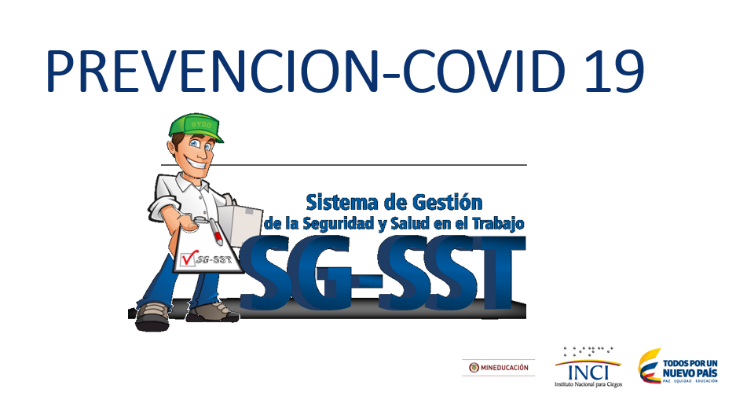 PREVENCION-COVID 19
Sistema de Gestión
de la Seguridad y Salud en el Trabajo
SG-SST
SG-SST
MINEDUCACIÓN
INCI
Instituto Nacional para Ciegos
TODOS POR UN
NUEVO PAÍS
PAZ EQUIDAD EDUCACIÓN